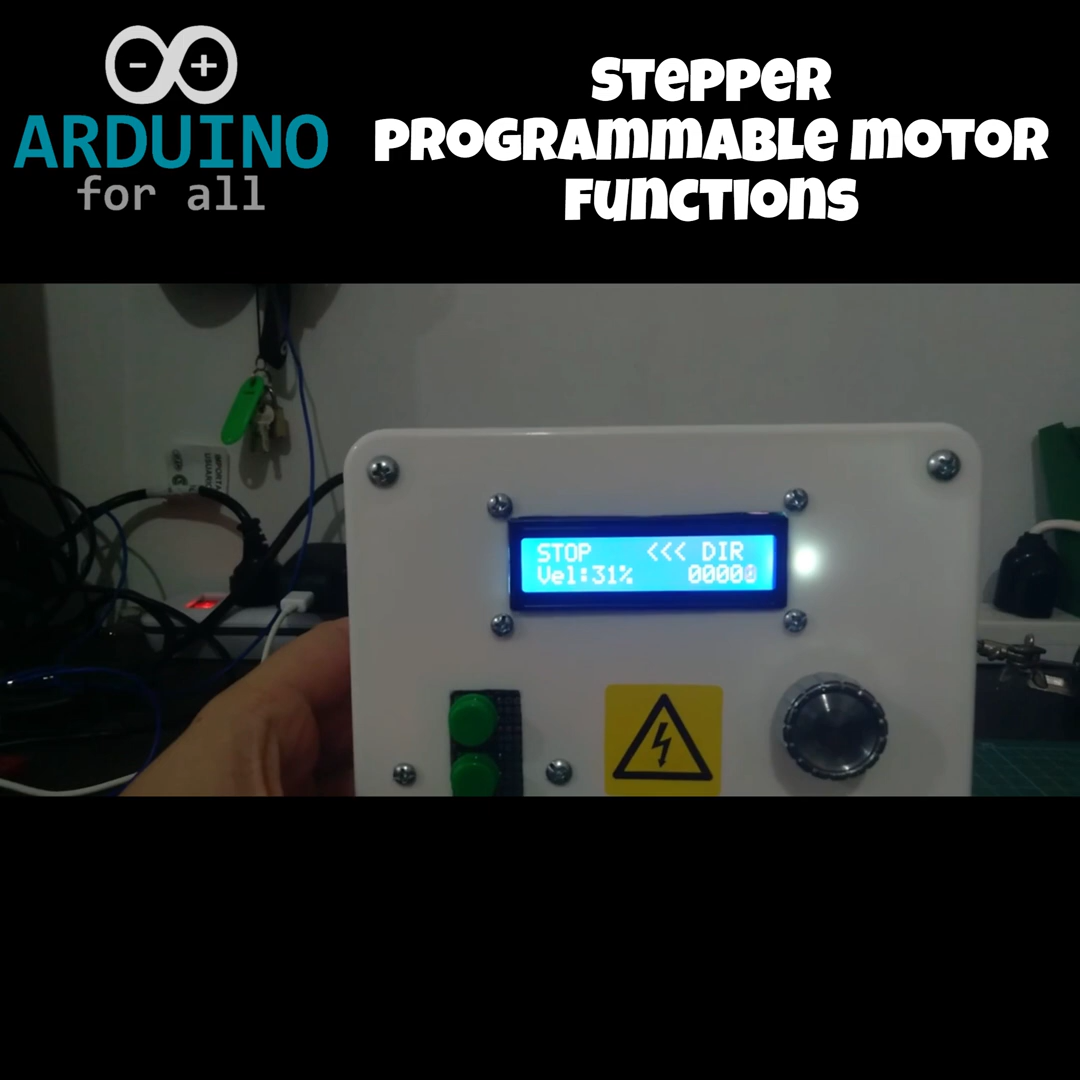 ARDUINO
for all
Stepper
Programmable motor
Functions
STOP <<< DIR
Vel:31% 00000